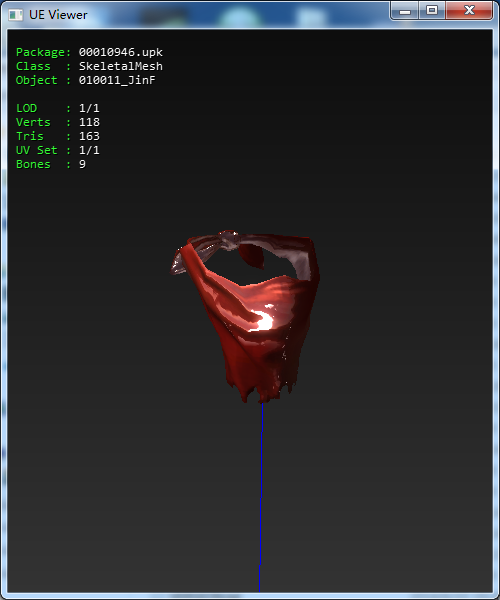 UE Viewer
Package: 00010946.upk
Class : SkeletalMesh
Object : 010011_JinF
LOD : 1/1
Verts : 118
Tris : 163
UV Set : 1/1
Bones : 9